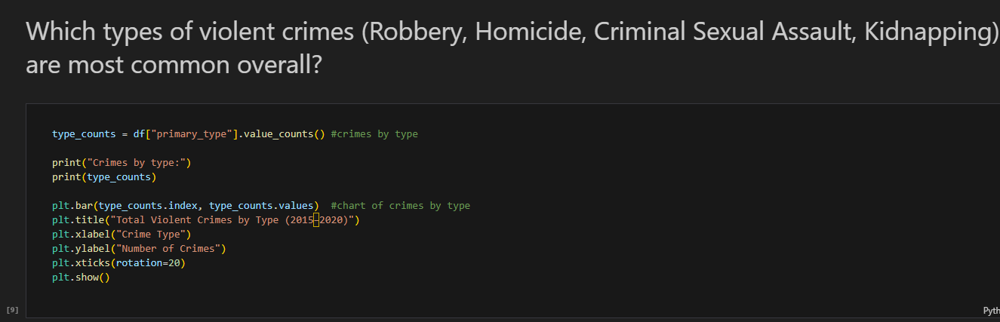 Which types of violent crimes (Robbery, Homicide, Criminal Sexual Assault, Kidnapping)
are most common overall?
type_counts = df["primary_type"].value_counts() #crimes by type
print("Crimes by type:")
print(type_counts)
plt.bar(type_counts.index, type_counts.values)  #chart of crimes by type
plt.title("Total Violent Crimes by Type (2015–2020)")
plt.xlabel("Crime Type")
plt.ylabel("Number of Crimes")
plt.xticks(rotation=20)
plt.show()
[9]
Pyth